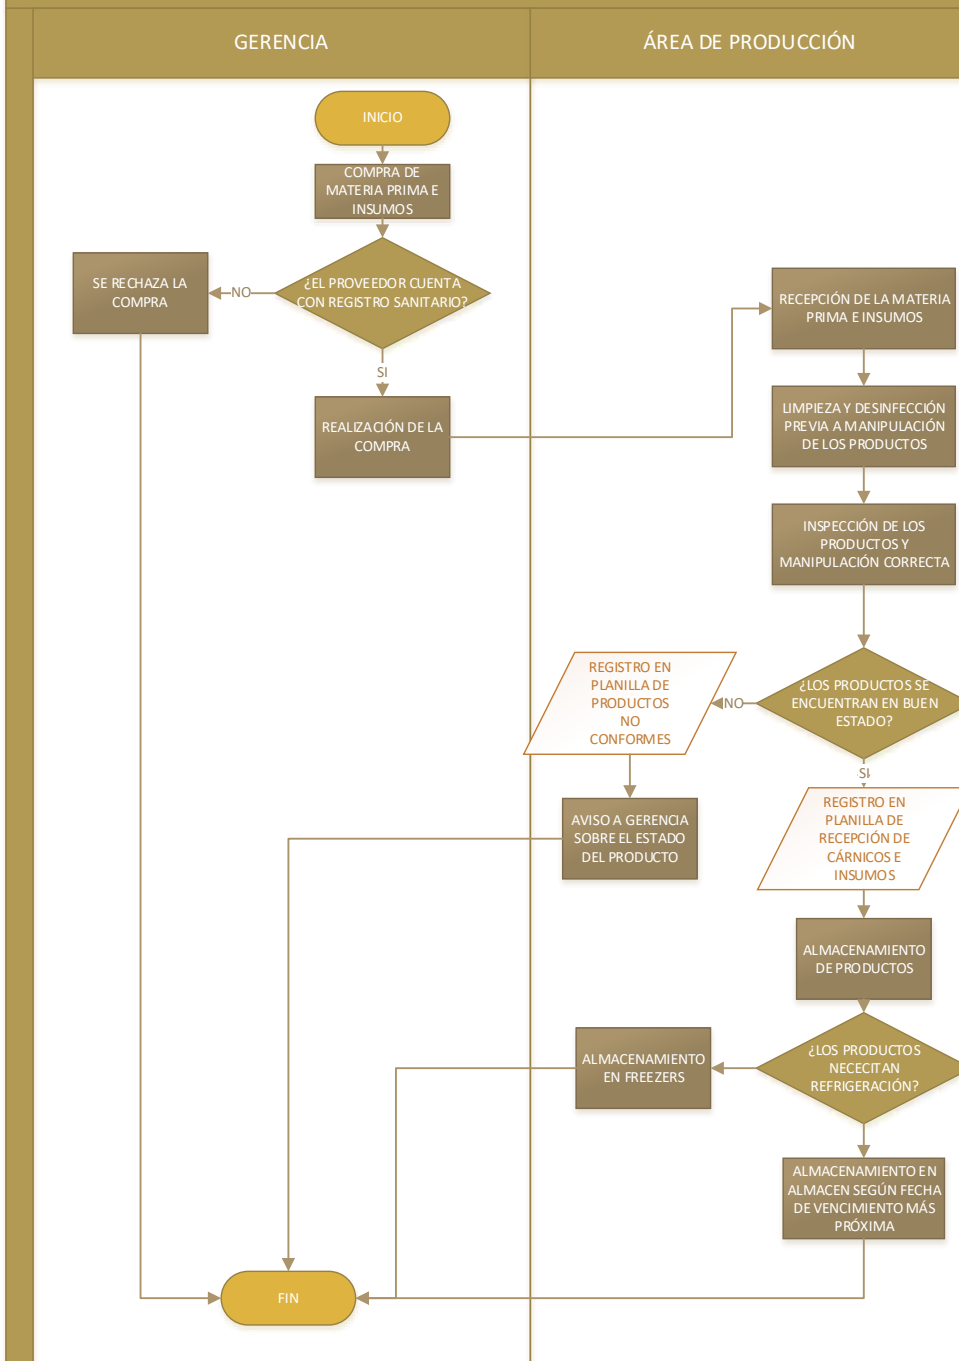 GERENCIA
ÁREA DE PRODUCCIÓN
INICIO
COMPRA DE
MATERIA PRIMA E
INSUMOS
¿EL PROVEEDOR CUENTA
CON REGISTRO SANITARIO?
NO
SE RECHAZA LA
COMPRA
SI
REALIZACIÓN DE LA
COMPRA
RECEPCIÓN DE LA MATERIA
PRIMA E INSUMOS
LIMPIEZA Y DESINFECCIÓN
PREVIA A MANIPULACIÓN
DE LOS PRODUCTOS
INSPECCIÓN DE LOS
PRODUCTOS Y
MANIPULACIÓN CORRECTA
¿LOS PRODUCTOS SE
ENCUENTRAN EN BUEN
ESTADO?
NO
REGISTRO EN
PLANILLA DE
PRODUCTOS
NO
CONFORMES
AVISO A GERENCIA
SOBRE EL ESTADO
DEL PRODUCTO
SI
REGISTRO EN
PLANILLA DE
RECEPCIÓN DE
CÁRNICOS E
INSUMOS
ALMACENAMIENTO
DE PRODUCTOS
¿LOS PRODUCTOS
NECECITAN
REFRIGERACIÓN?
ALMACENAMIENTO
EN FREEZERS
ALMACENAMIENTO EN
ALMACEN SEGÚN FECHA
DE VENCIMIENTO MÁS
PRÓXIMA
FIN